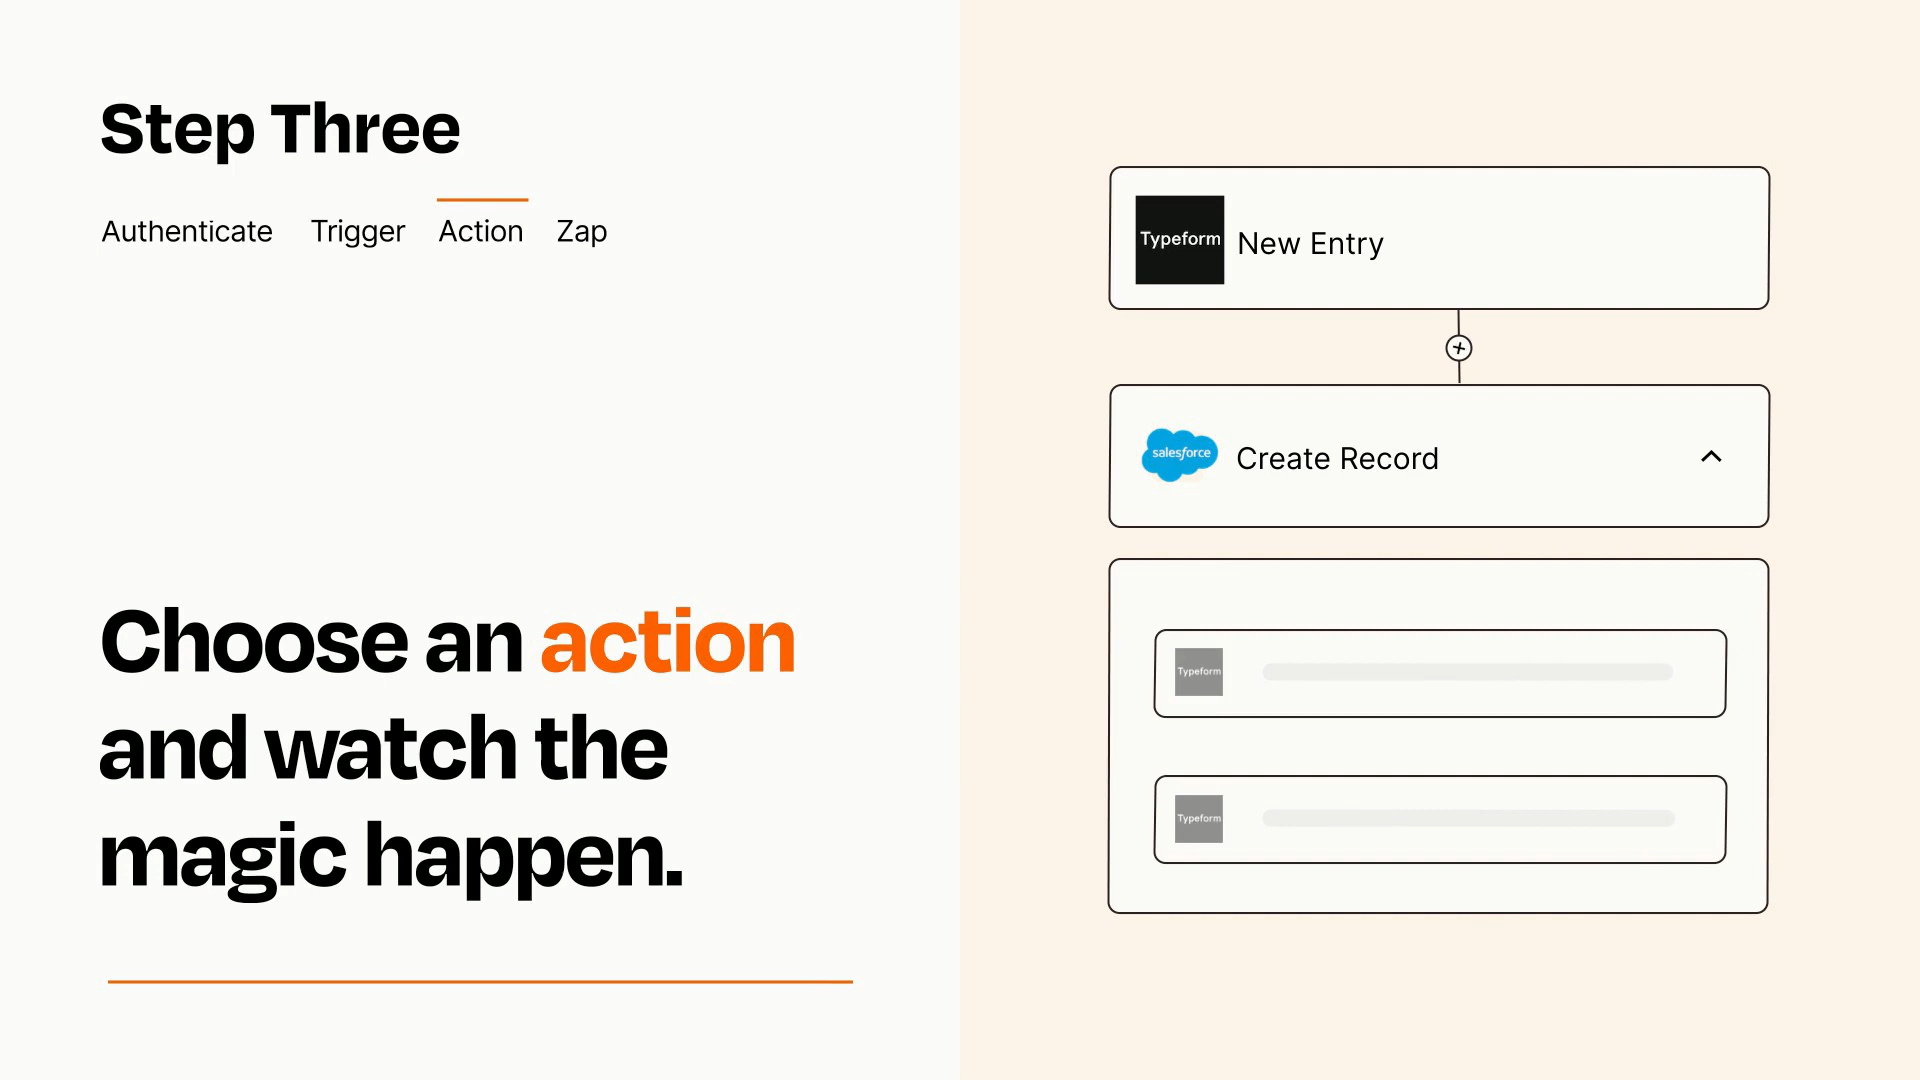 Step Three
Authenticate Trigger Action Zap
Choose an action
and watch the
magic happen.
Typeform New Entry
salesforce Create Record
Typeform
Typeform